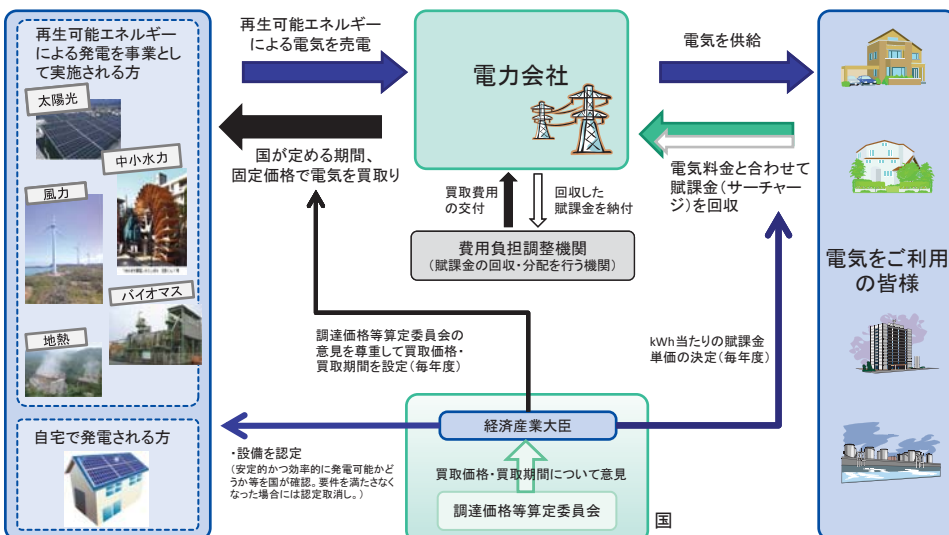 再生可能エネルギー
による発電を事業とし
て実施される方
太陽光
中小水力
風力
バイオマス
地熱
自宅で発電される方
再生可能エネルギー
による電気を売電
国が定める期間、
固定価格で電気を買取り
電力会社
買取費用
の交付
回収した
賦課金を納付
費用負担調整機関
(賦課金の回収・分配を行う機関)
電気を供給
電気料金と合わせて
賦課金(サーチャー
ジ)を回収
電気をご利用
の皆様
調達価格等算定委員会の
意見を尊重して買取価格・
買取期間を設定(毎年度)
kWh当たりの賦課金
単価の決定(毎年度)
・設備を認定
(安定的かつ効率的に発電可能かど
うか等を国が確認。要件を満たさなく
なった場合には認定取消し。)
経済産業大臣
買取価格・買取期間について意見
調達価格等算定委員会
国